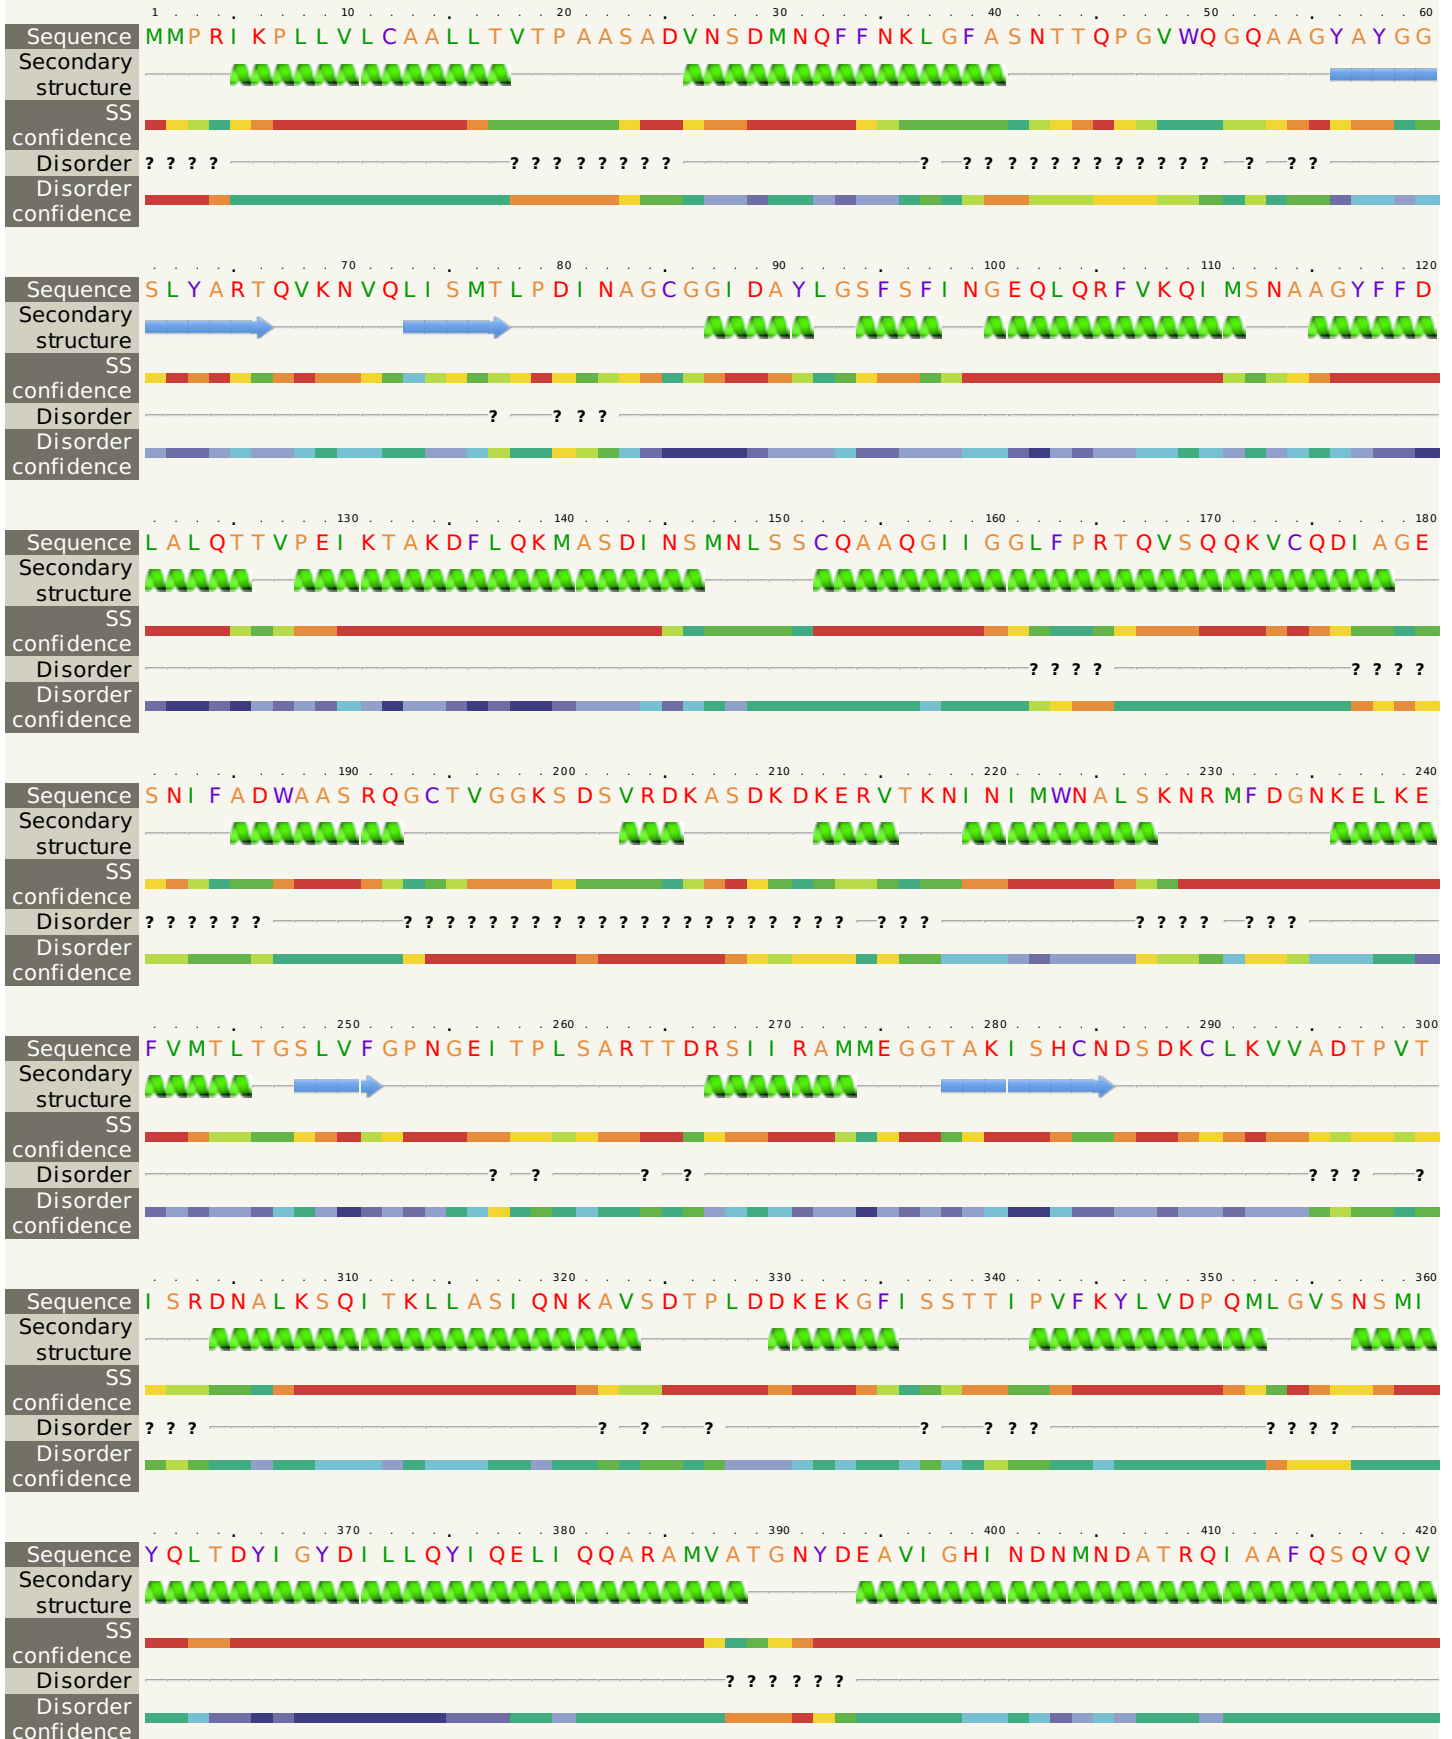 1 10 20 30 40 50 60
Sequence MMPRIKPLLVLCAALLTVTPAASADVNSDMNQFFNKLGFASNTTQPGVWQGQAAGYAYGG
Secondary
structure
SS
confidence
Disorder ? ? ? ? ? ? ? ? ? ? ? ? ? ? ? ? ? ? ? ? ? ? ? ? ? ? ? ?
Disorder
confidence
70 80 90 100 110 120
Sequence SLYARTQVKNVQLISMTLPDINAGCGGIDAYLGSFSFINGEQLQRFVKQIMSNAAGYFFD
Secondary
structure
SS
confidence
Disorder ? ? ? ?
Disorder
confidence
130 140 150 160 170 180
Sequence LALQTTVPEIKTAKDFLQKMASDINSMNLSSCQAAQGIIGGLFPRTQVSQQKVCQDIAGE
Secondary
structure
SS
confidence
Disorder ? ? ? ? ? ? ? ?
Disorder
confidence
190 200 210 220 230 240
Sequence SNIFADWAASRQGCTVGGKSDSVRDKASDKDKERVTKNINIMWNALSKNRMFDGNKELKE
Secondary
structure
SS
confidence
Disorder ? ? ? ? ? ? ? ? ? ? ? ? ? ? ? ? ? ? ? ? ? ? ? ? ? ? ? ? ? ? ? ? ? ? ? ? ? ?
Disorder
confidence
250 260 270 280 290 300
Sequence FVMTLTGSLVFGPNGEITPLSARTTDRSIIRAMMEGGTAKISHCNDSDKCLKVVADTPVT
Secondary
structure
SS
confidence
Disorder ? ? ? ? ? ? ? ?
Disorder
confidence
310 320 330 340 350 360
Sequence ISRDNALKSQITKLLASIQNKAVSDTPLDDKEKGFISSTTIPVFKYLVDPQMLGVSNSMI
Secondary
structure
SS
confidence
Disorder ? ? ? ? ? ? ? ? ? ? ? ? ? ?
Disorder
confidence
370 380 390 400 410 420
Sequence YQLTDYIGYDILLQYIQELIQQARAMVATGNYDEAVIGHINDNMNDATRQIAAFQSQVQV
Secondary
structure
SS
confidence
Disorder ? ? ? ? ? ?
Disorder
confidence